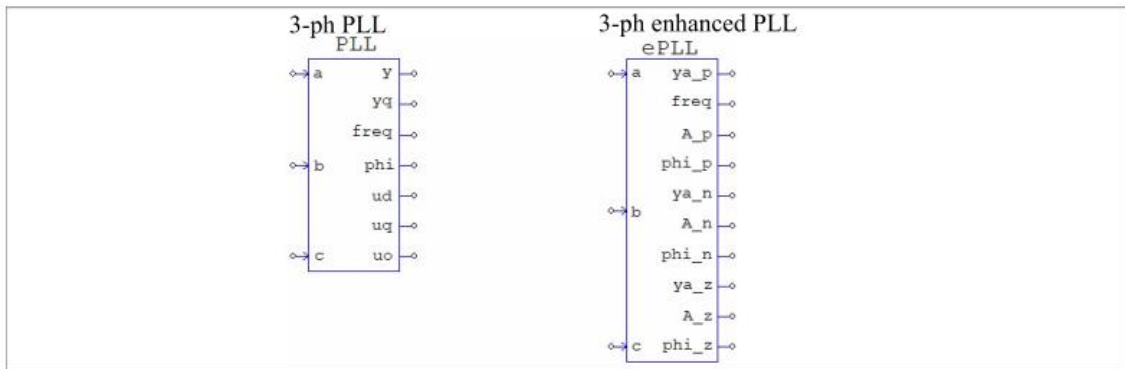 3-ph PLL
PLL
a y
yq
freq
b phi
ud
uq
c uo
3-ph enhanced PLL
ePLL
a ya_p
freq
A_p
phi_p
ya_n
b
A_n
phi_n
ya_z
A_z
c phi_z